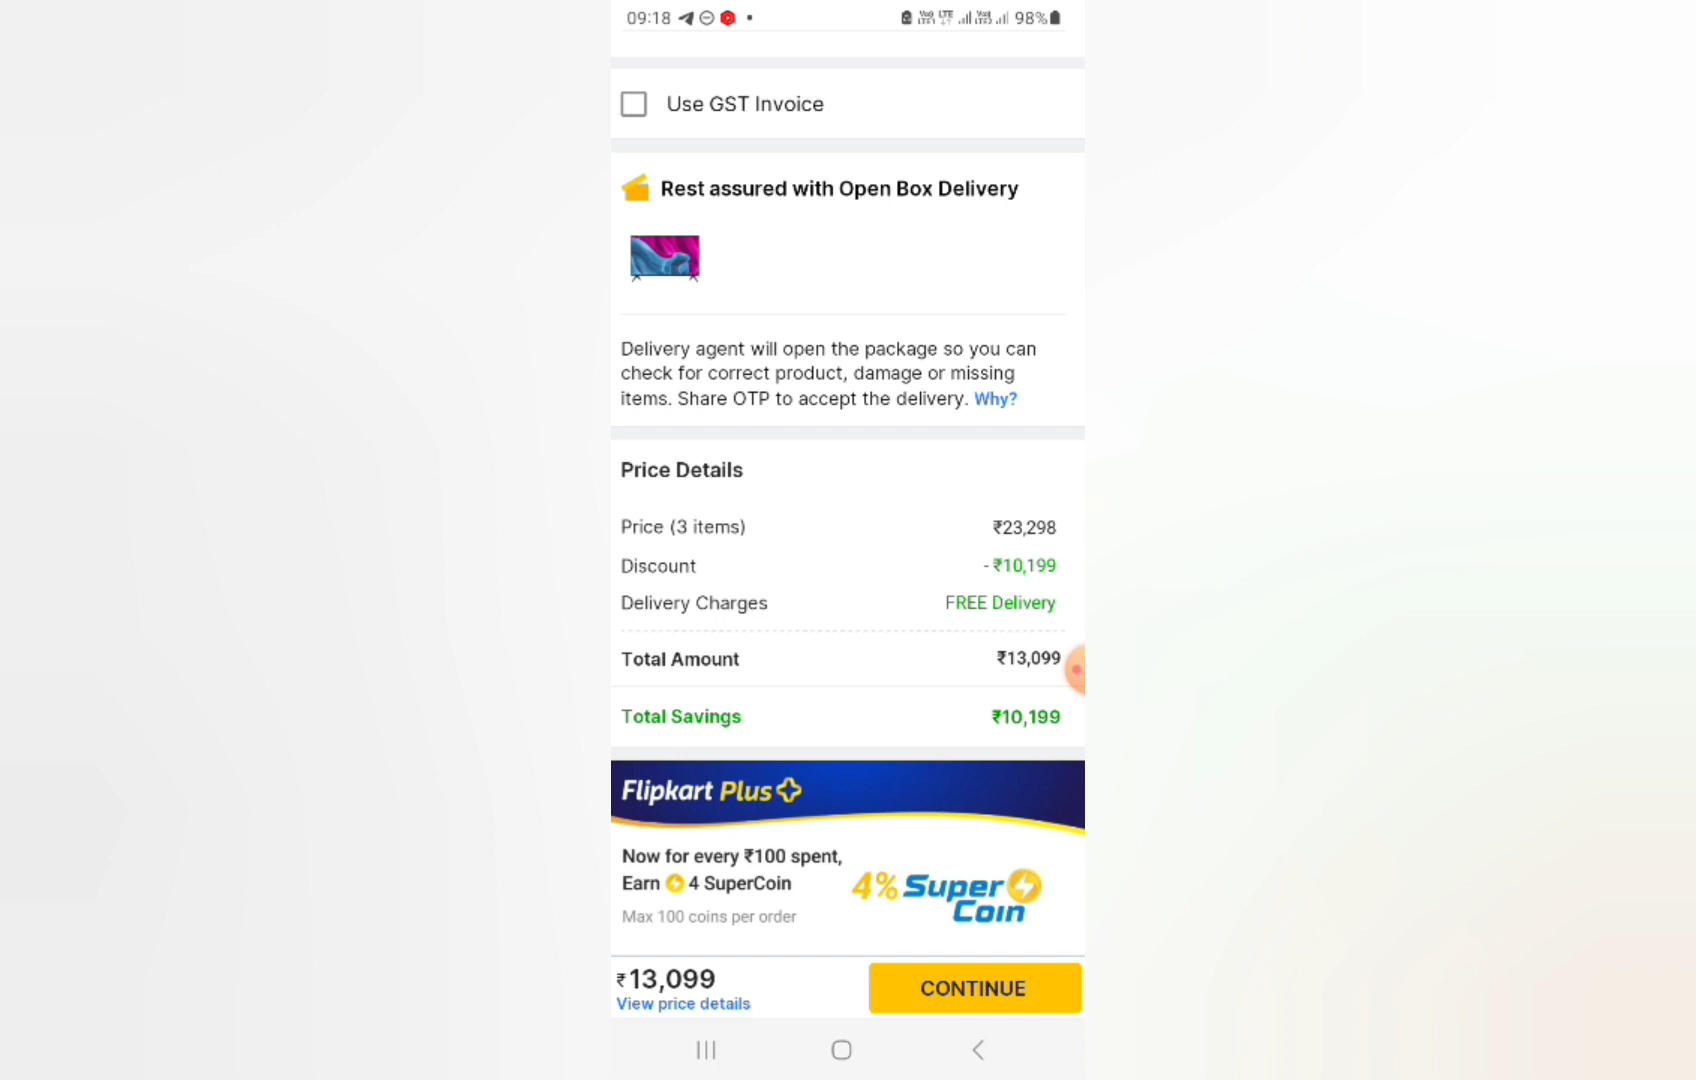 09:18 98%
Use GST Invoice
Rest assured with Open Box Delivery
Delivery agent will open the package so you can
check for correct product, damage or missing
items. Share OTP to accept the delivery. Why?
Price Details
Price (3 items) ₹23,298
Discount - ₹10,199
Delivery Charges FREE Delivery
Total Amount ₹13,099
Total Savings ₹10,199
Flipkart Plus
Now for every ₹100 spent,
Earn 4 SuperCoin
Max 100 coins per order
4% Super
Coin
₹13,099
View price details
CONTINUE